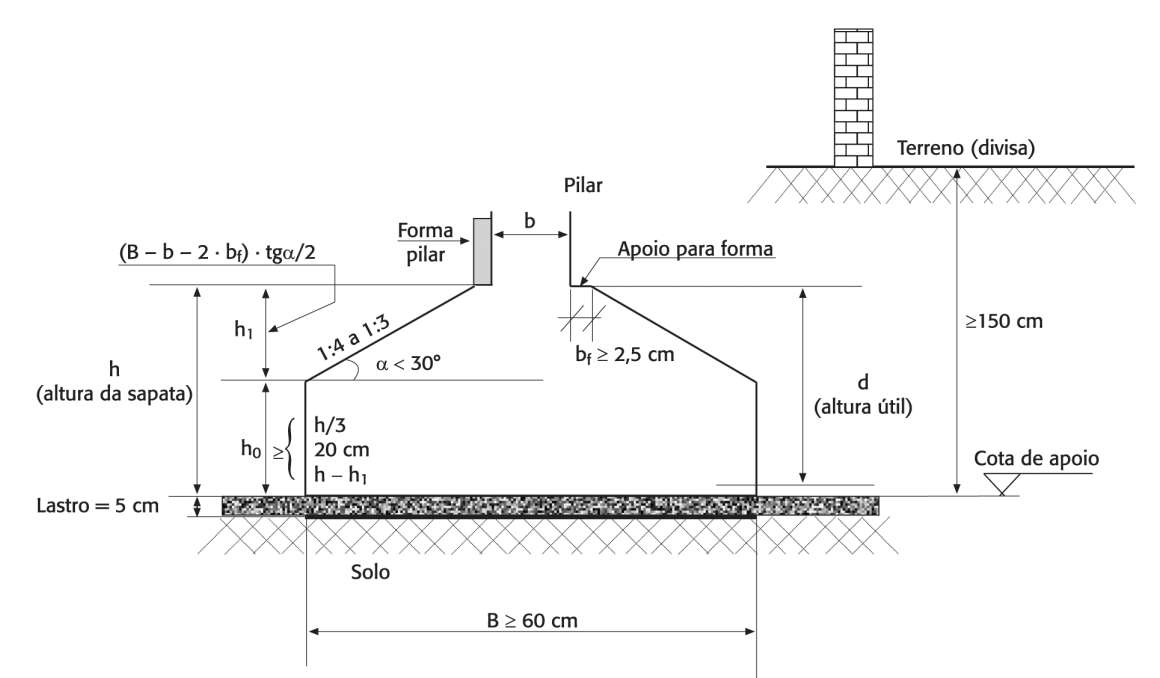 Terreno (divisa)
Pilar
b
Forma
pilar
(B – b – 2 · bf) · tgα/2
Apoio para forma
h1
1:4 a 1:3
α < 30°
bf ≥ 2,5 cm
≥150 cm
h
(altura da sapata)
d
(altura útil)
h0 ≥ { h/3
20 cm
h – h1
Cota de apoio
Lastro = 5 cm
Solo
B ≥ 60 cm